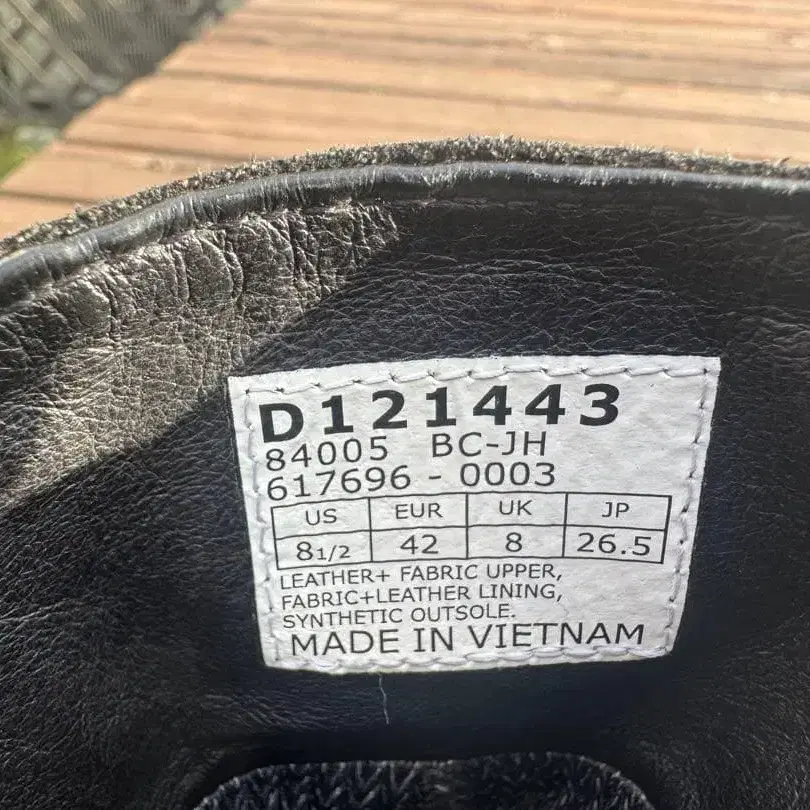 D121443
84005 BC-JH
617696 - 0003
US EUR UK JP
8 1/2 42 8 26.5
LEATHER+ FABRIC UPPER,
FABRIC+LEATHER LINING,
SYNTHETIC OUTSOLE.
MADE IN VIETNAM